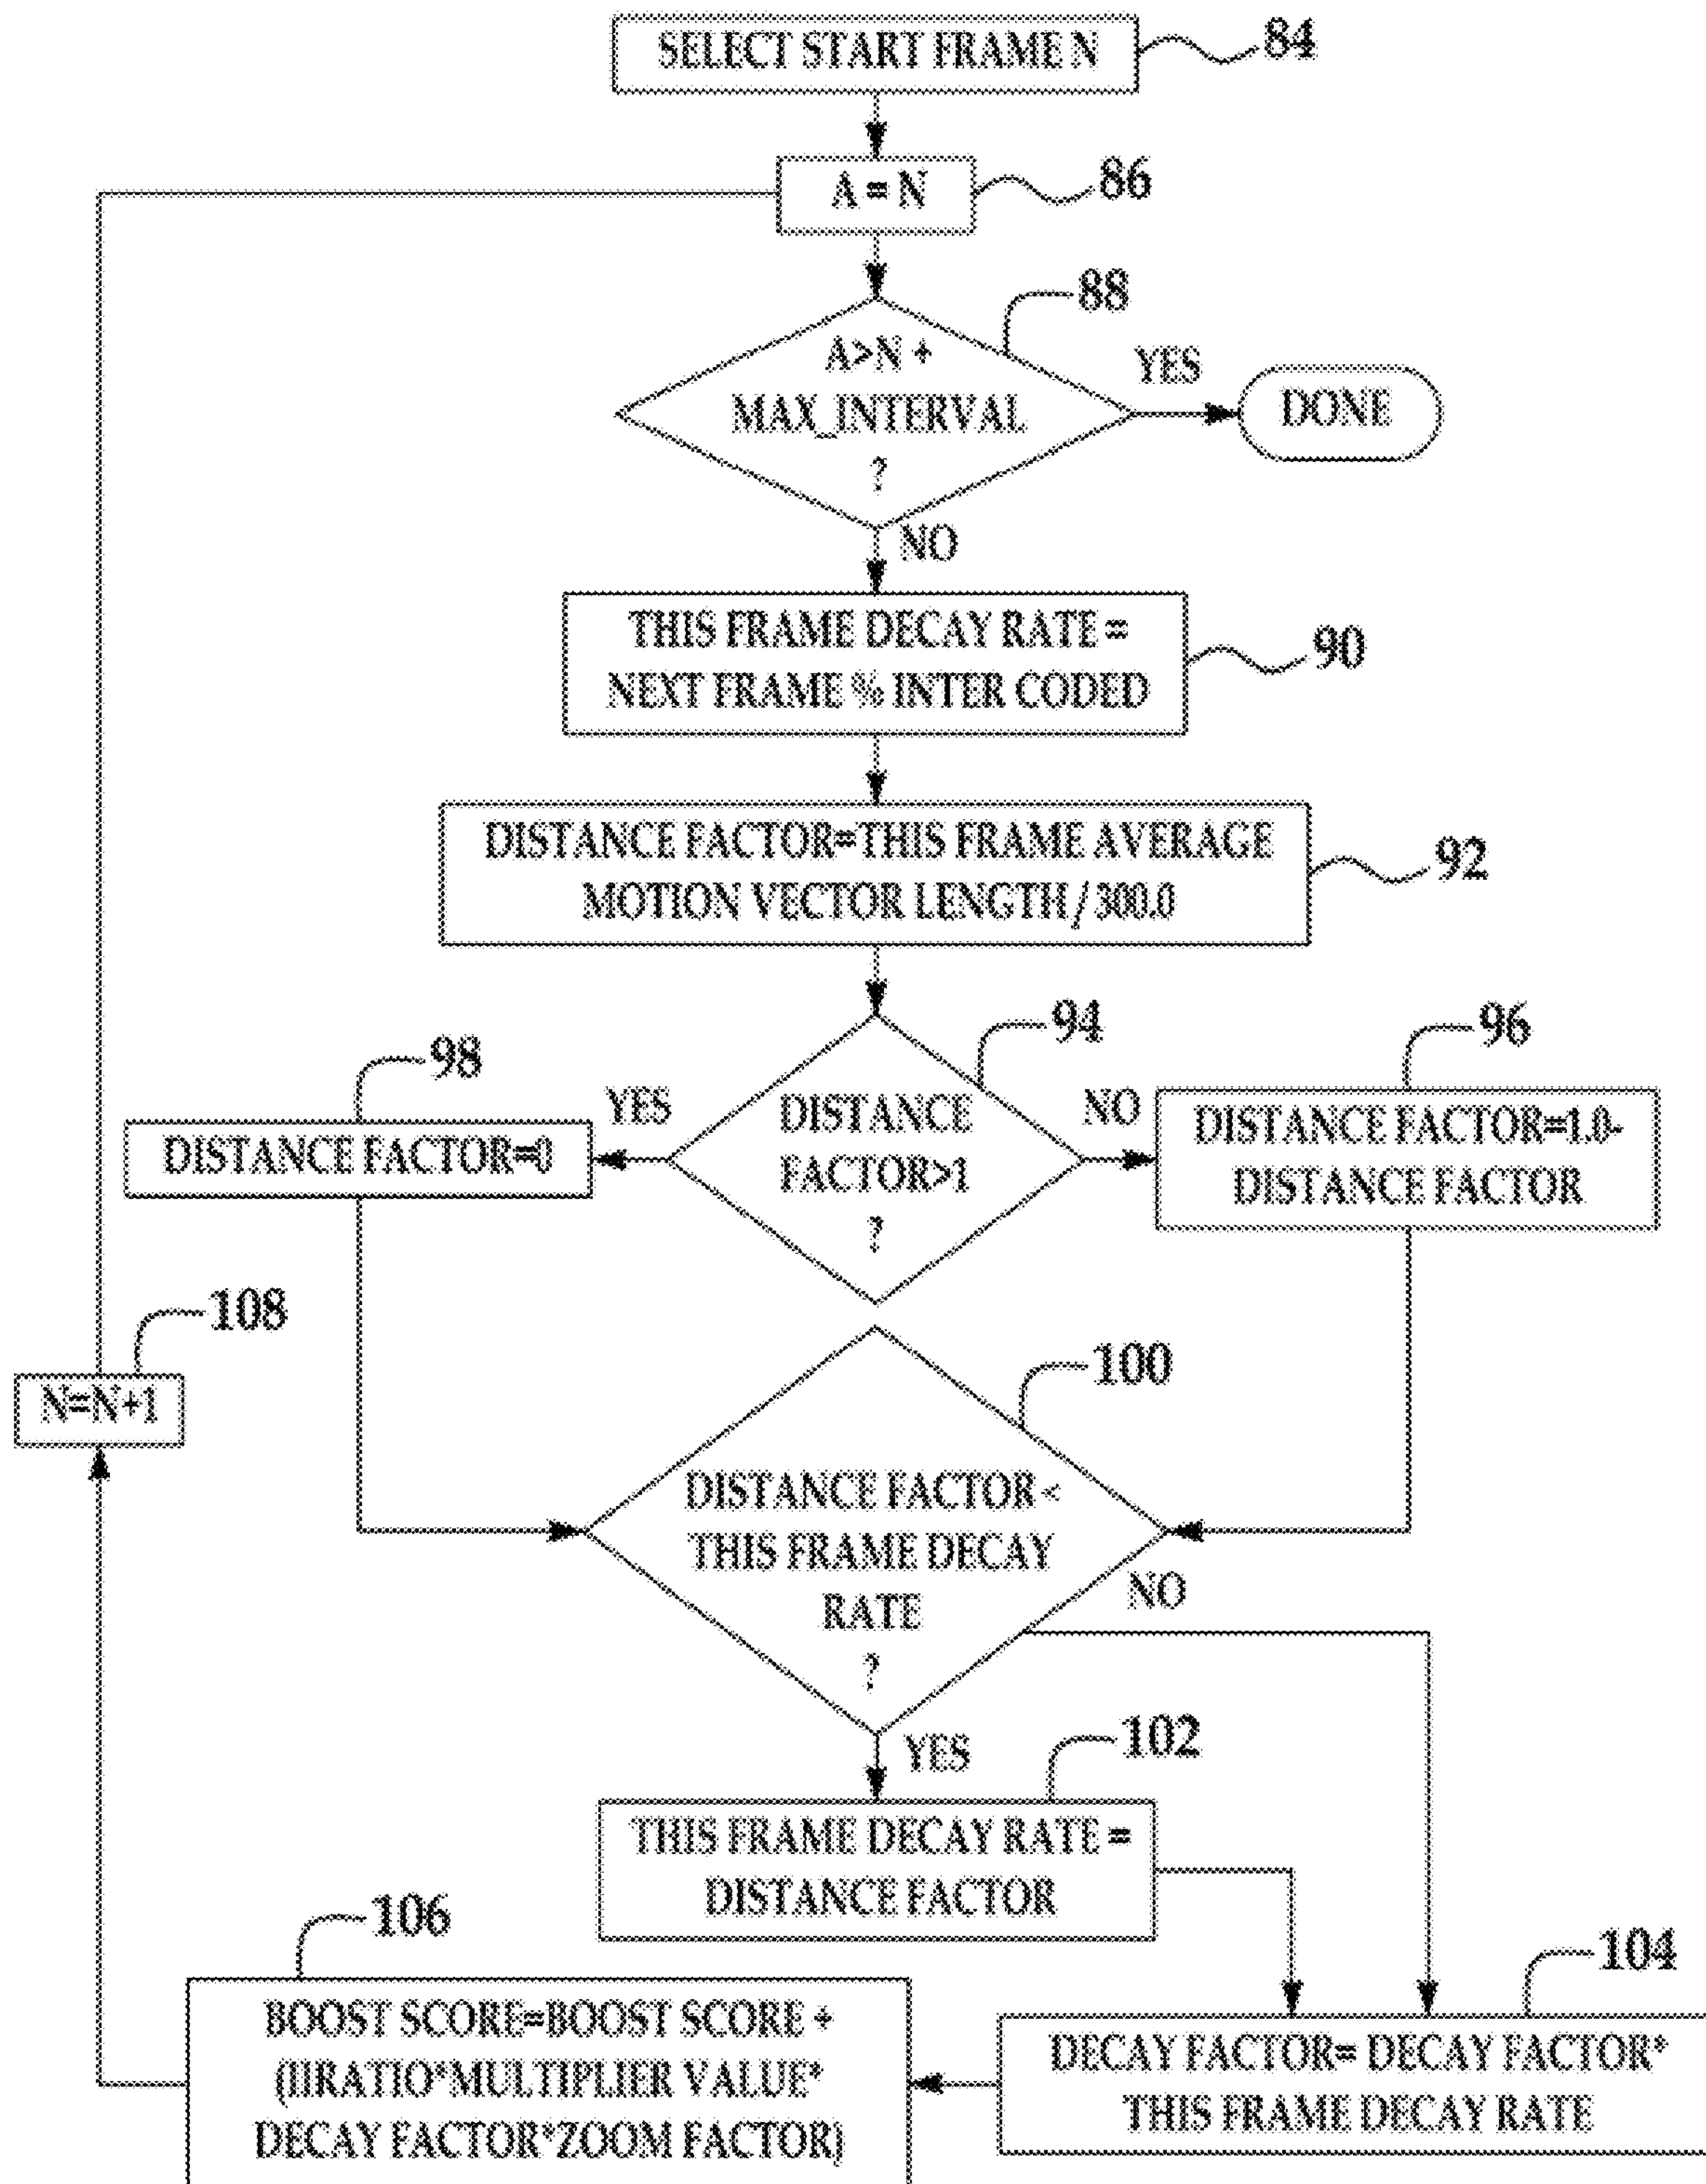 SELECT START FRAME N
84
A = N
86
88
A>N +
MAX_INTERVAL
?
YES
DONE
NO
THIS FRAME DECAY RATE =
NEXT FRAME % INTER CODED
90
DISTANCE FACTOR=THIS FRAME AVERAGE
MOTION VECTOR LENGTH/300.0
92
94
96
98
YES
DISTANCE
FACTOR>1
?
NO
DISTANCE FACTOR=1.0-
DISTANCE FACTOR
DISTANCE FACTOR=0
108
N=N+1
100
DISTANCE FACTOR<
THIS FRAME DECAY
RATE
?
NO
YES
102
THIS FRAME DECAY RATE =
DISTANCE FACTOR
106
104
BOOST SCORE=BOOST SCORE +
(IIRATIO*MULTIPLIER VALUE*
DECAY FACTOR*ZOOM FACTOR)
DECAY FACTOR= DECAY FACTOR*
THIS FRAME DECAY RATE